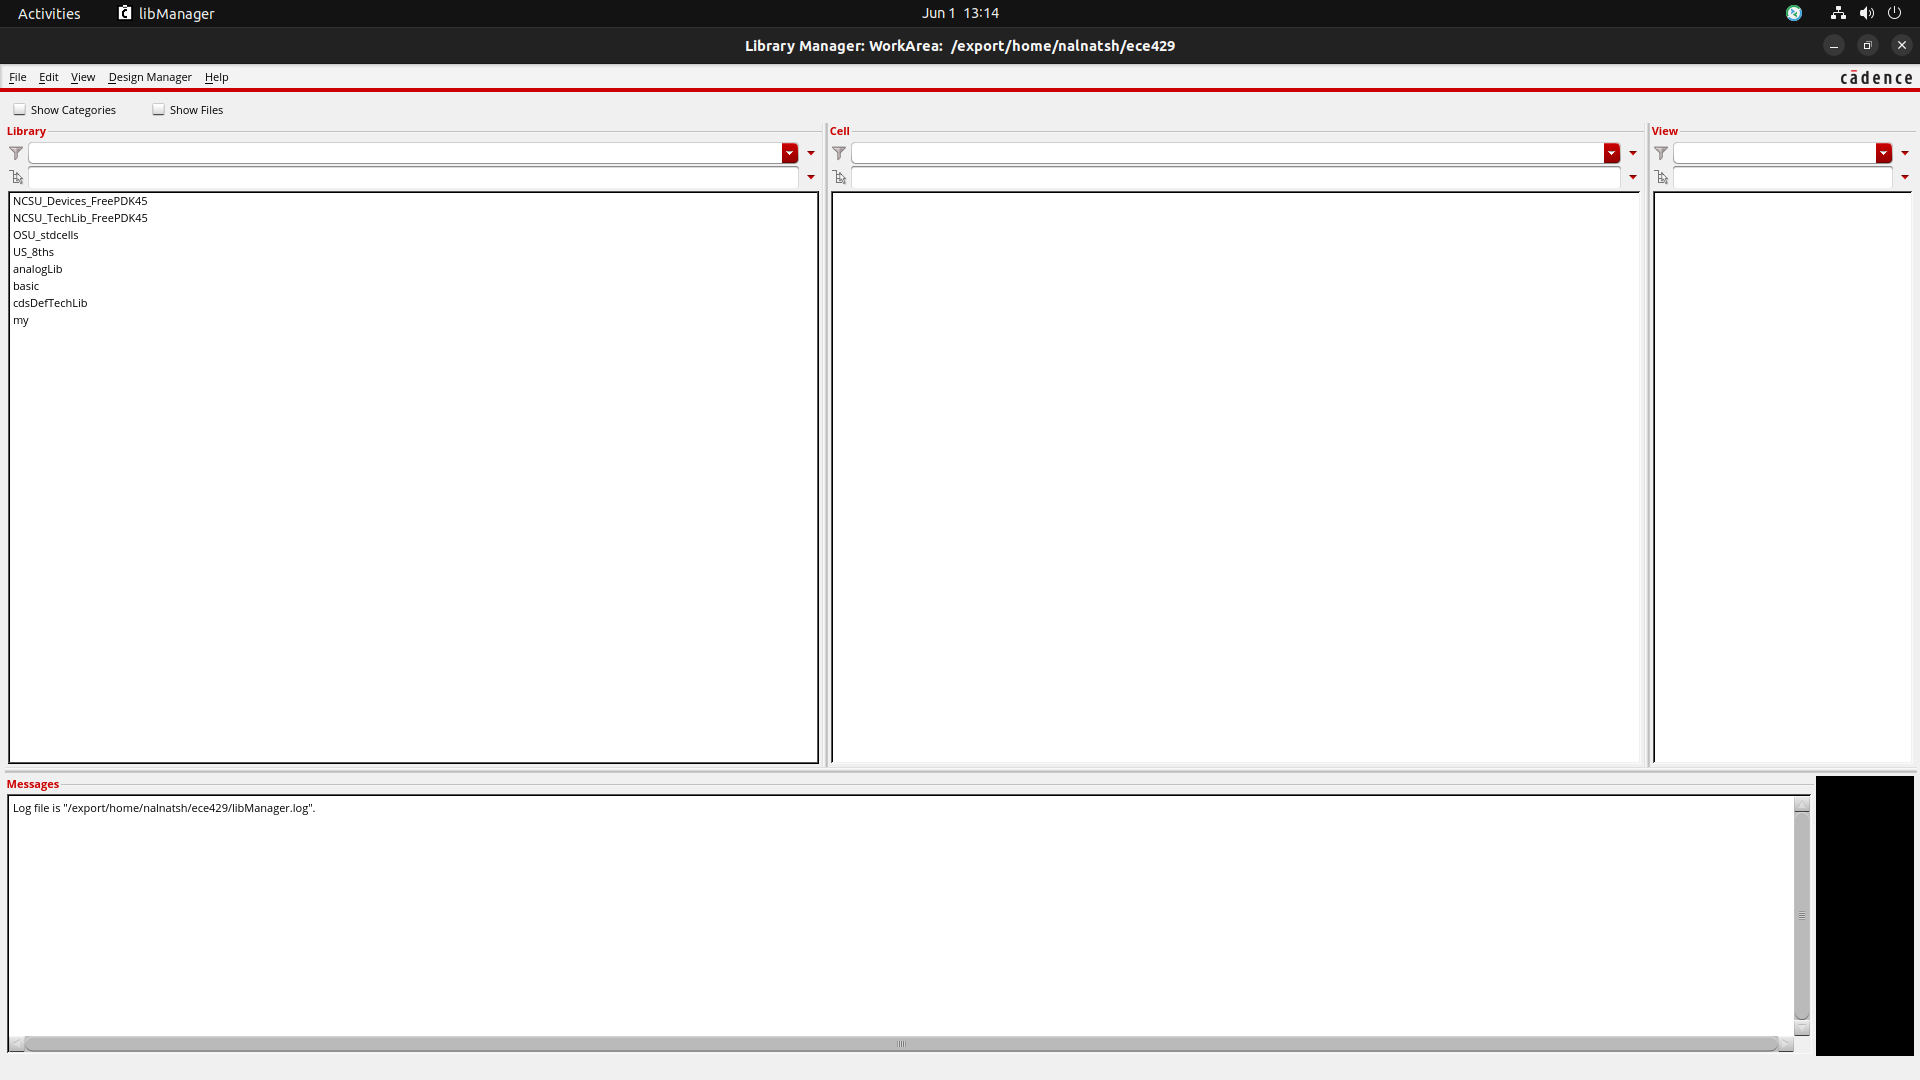 Activities libManager Jun 1 13:14
Library Manager: WorkArea: /export/home/nalnatsh/ece429
File Edit View Design Manager Help cādence
Show Categories Show Files
Library Cell View
NCSU_Devices_FreePDK45
NCSU_TechLib_FreePDK45
OSU_stdcells
US_8ths
analogLib
basic
cdsDefTechLib
my
Messages
Log file is "/export/home/nalnatsh/ece429/libManager.log".